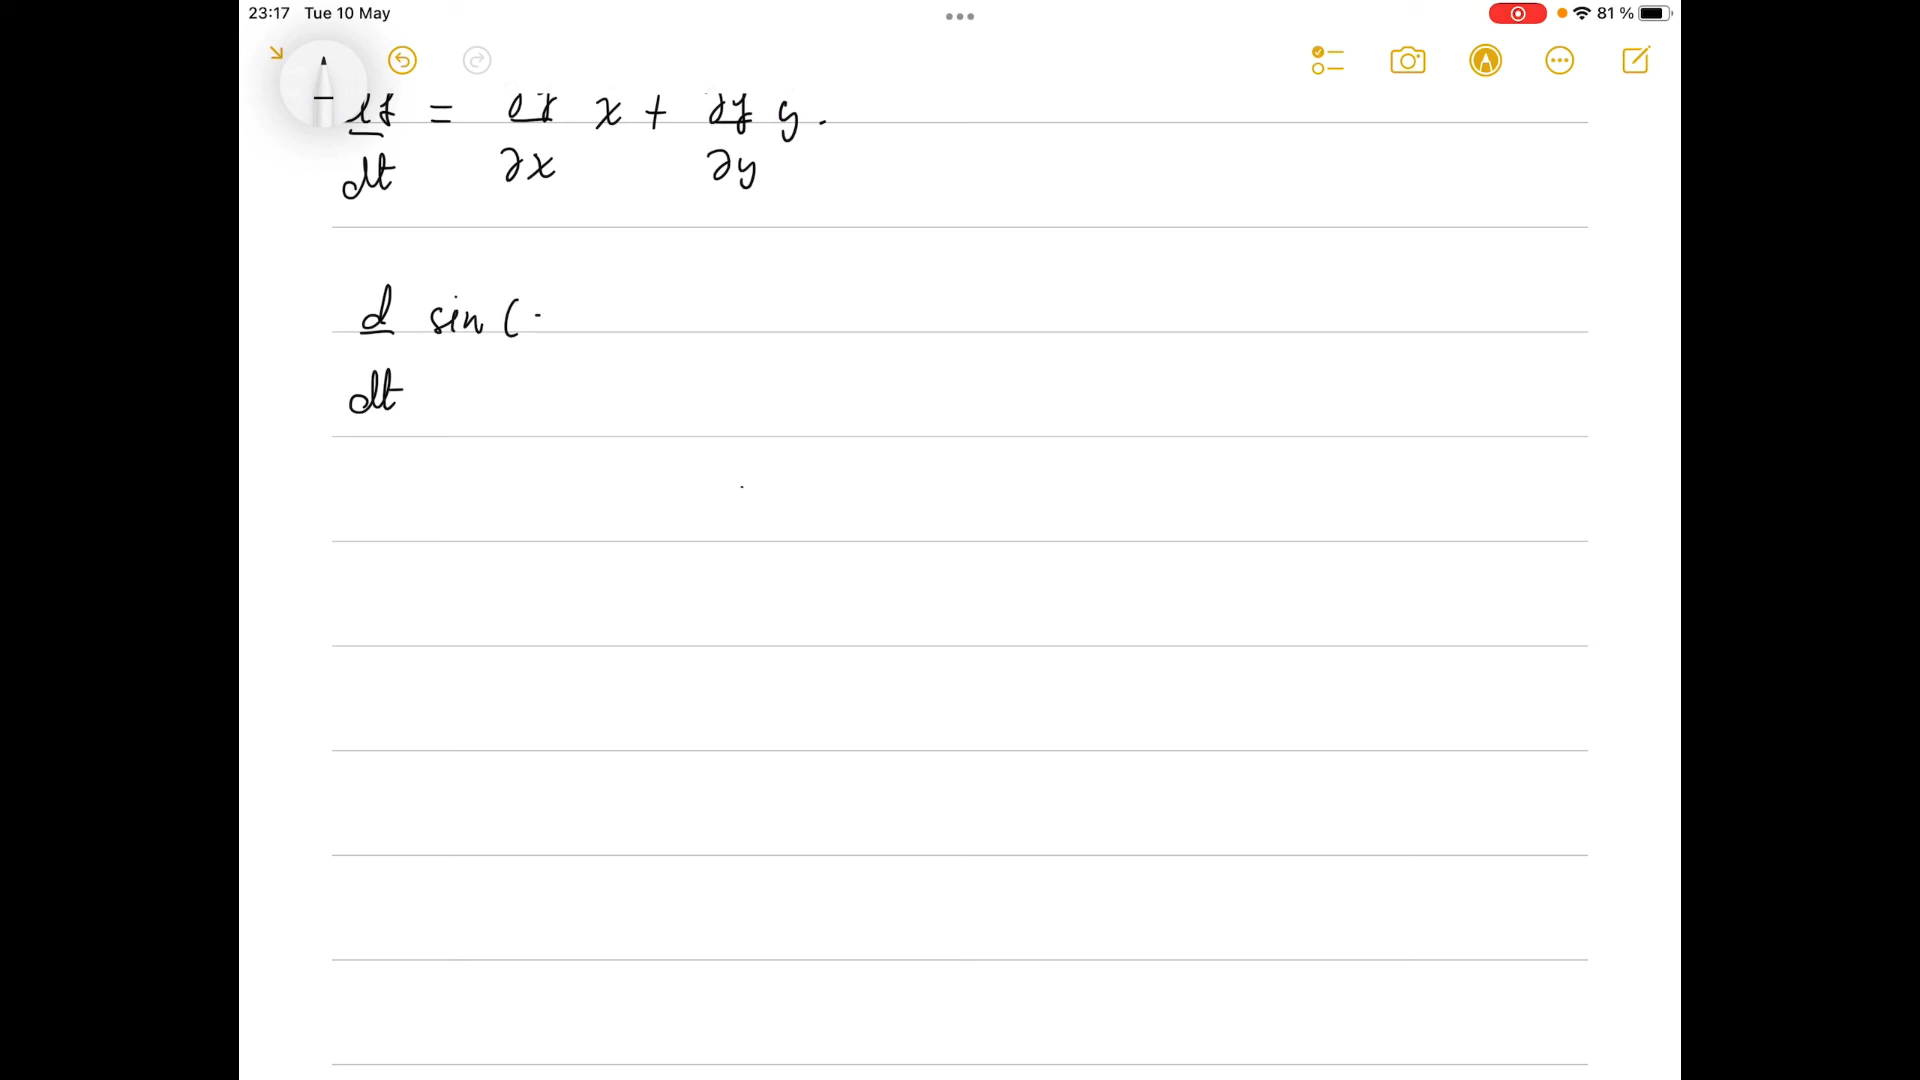 23:17 Tue 10 May 81 %
df/dt = ∂f/∂x x + ∂f/∂y y .
d/dt sin (